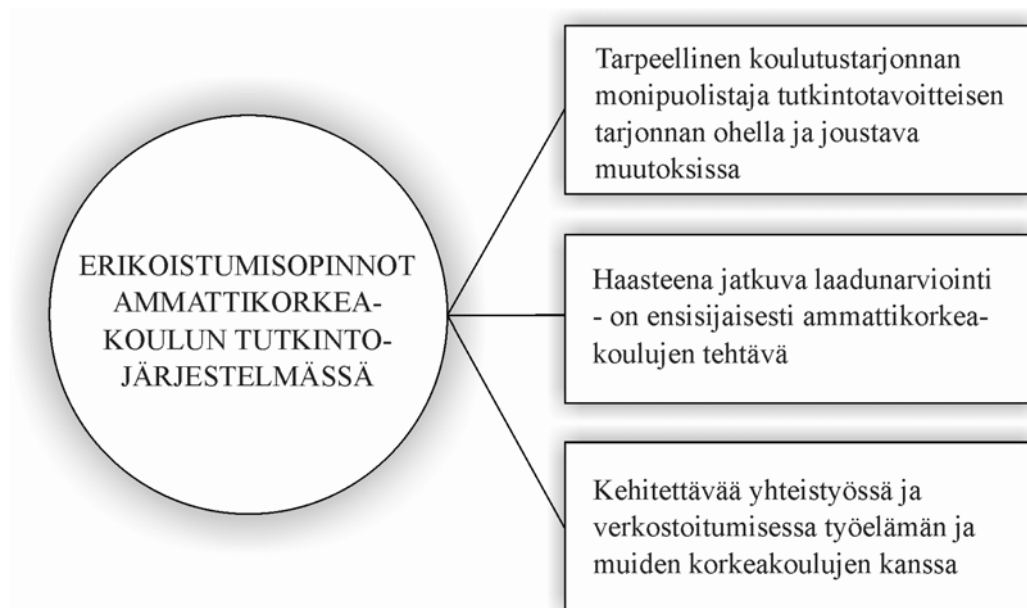 ERIKOISTUMISOPINNOT
AMMATTIKORKEA-
KOULUN TUTKINTO-
JÄRJESTELMÄSSÄ
Tarpeellinen koulutustarjonnan
monipuolistaja tutkintotavoitteisen
tarjonnan ohella ja joustava
muutoksissa
Haasteena jatkuva laadunarviointi
- on ensisijaisesti ammattikorkea-
koulujen tehtävä
Kehitettävää yhteistyössä ja
verkostoitumisessa työelämän ja
muiden korkeakoulujen kanssa